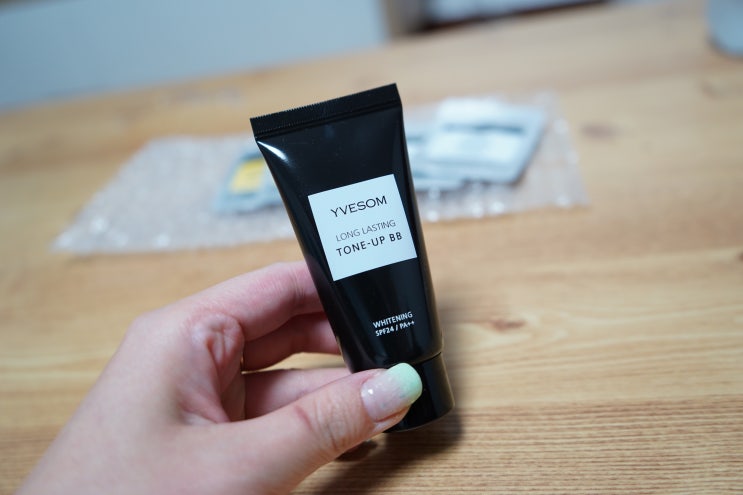 YVESOM
LONG LASTING
TONE-UP BB
WHITENING
SPF24 / PA++